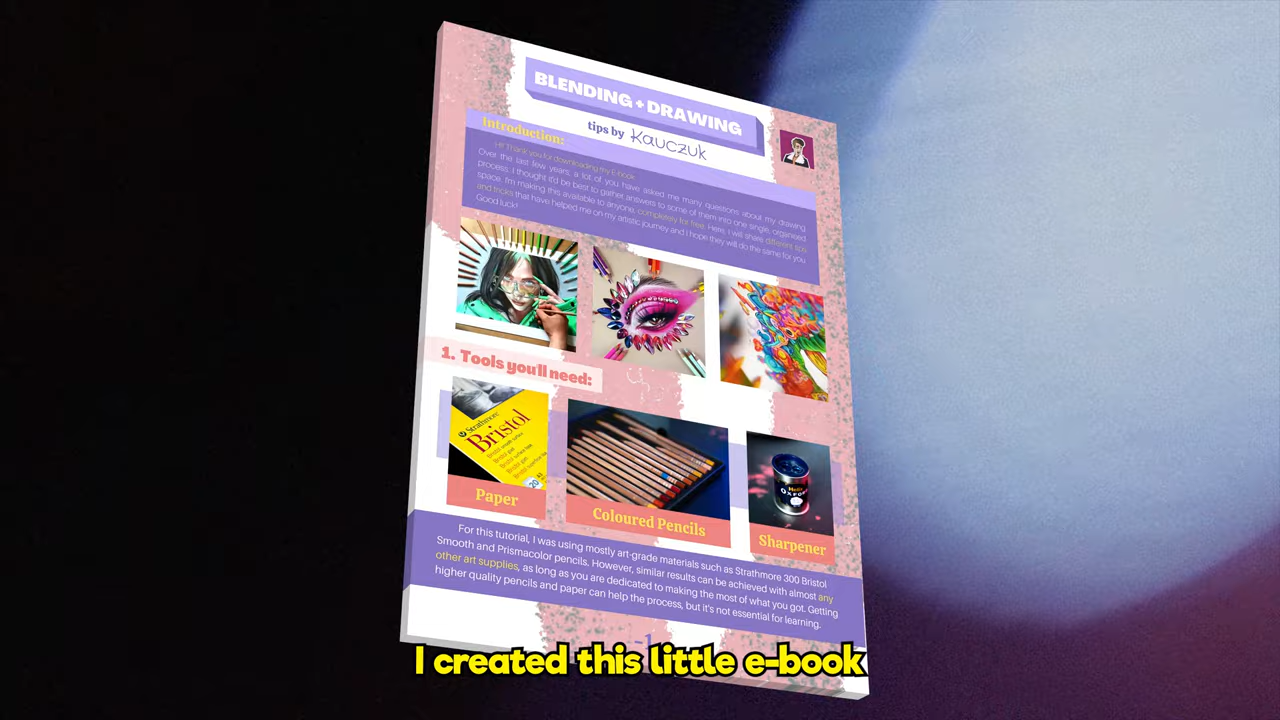 BLENDING + DRAWING
tips by Kauczuk
Introduction:
Hi! Thank you for downloading my E-book
Over the last few years, a lot of you have asked me many questions about my drawing
process. I thought it'd be best to gather answers to some of them into one single, organised
space. I'm making this available to anyone, completely for free. Here, I will share different tips
and tricks that have helped me on my artistic journey and i hope they will do the same for you
Good luck!
1. Tools you'll need:
Strathmore
Bristol
20
Paper
Coloured Pencils
Helix
OXFORD
Sharpener
For this tutorial, I was using mostly art-grade materials such as Strathmore 300 Bristol
Smooth and Prismacolor pencils. However, similar results can be achieved with almost any
other art supplies, as long as you are dedicated to making the most of what you got. Getting
higher quality pencils and paper can help the process, but it's not essential for learning.
I created this little e-book